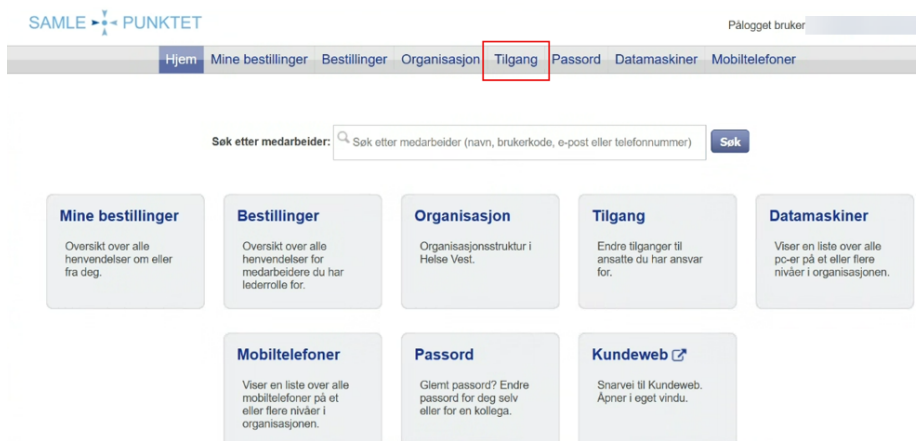 SAMLE PUNKTET
Pålogget bruker
Hjem Mine bestillinger Bestillinger Organisasjon Tilgang Passord Datamaskiner Mobiltelefoner
Søk etter medarbeider: Søk etter medarbeider (navn, brukerkode, e-post eller telefonnummer) Søk
Mine bestillinger
Oversikt over alle
henvendelser om eller
fra deg.
Bestillinger
Oversikt over alle
henvendelser for
medarbeidere du har
lederrolle for.
Organisasjon
Organisasjonsstruktur i
Helse Vest.
Tilgang
Endre tilganger til
ansatte du har ansvar
for.
Datamaskiner
Viser en liste over alle
pc-er på et eller flere
nivåer i organisasjonen.
Mobiltelefoner
Viser en liste over alle
mobiltelefoner på et
eller flere nivåer i
organisasjonen.
Passord
Glemt passord? Endre
passord for deg selv
eller for en kollega.
Kundeweb
Snarvei til Kundeweb.
Åpner i eget vindu.